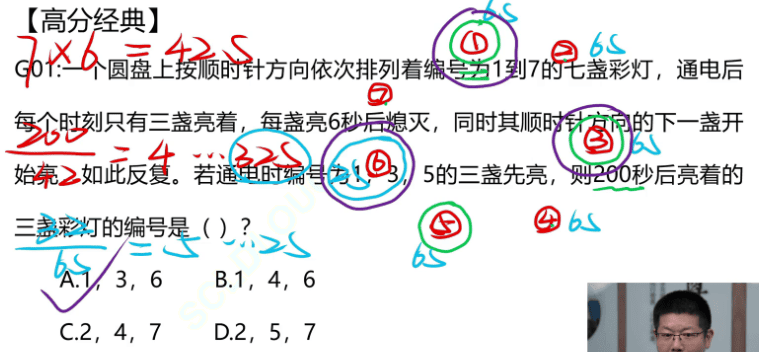 【高分经典】
7×6=42S
6S
①
② 6S
G01:一个圆盘上按顺时针方向依次排列着编号为1到7的七盏彩灯，通电后
⑦
每个时刻只有三盏亮着，每盏亮6秒后熄灭，同时其顺时针方向的下一盏开
③ 6S
200/42=4…32S
⑥
2S
始亮，如此反复。若通电时编号为1，3，5的三盏先亮，则200秒后亮着的
三盏彩灯的编号是（ ）？
⑤ 6S
④ 6S
32/6S=5…2S
A.1，3，6 B.1，4，6
C.2，4，7 D.2，5，7